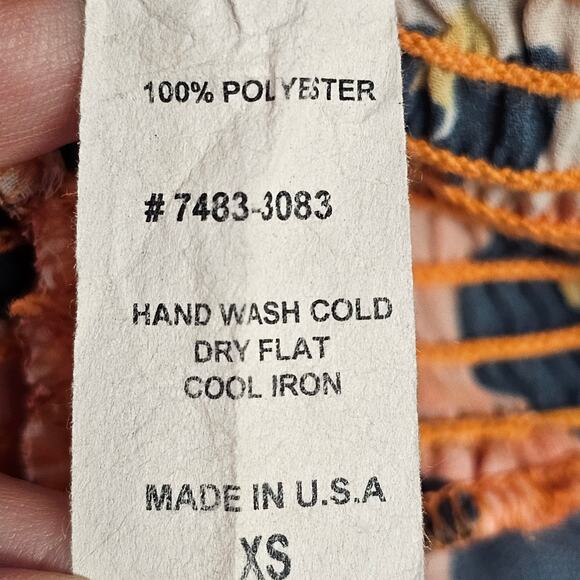 100% POLYESTER
# 7483-3083
HAND WASH COLD
DRY FLAT
COOL IRON
MADE IN U.S.A
XS